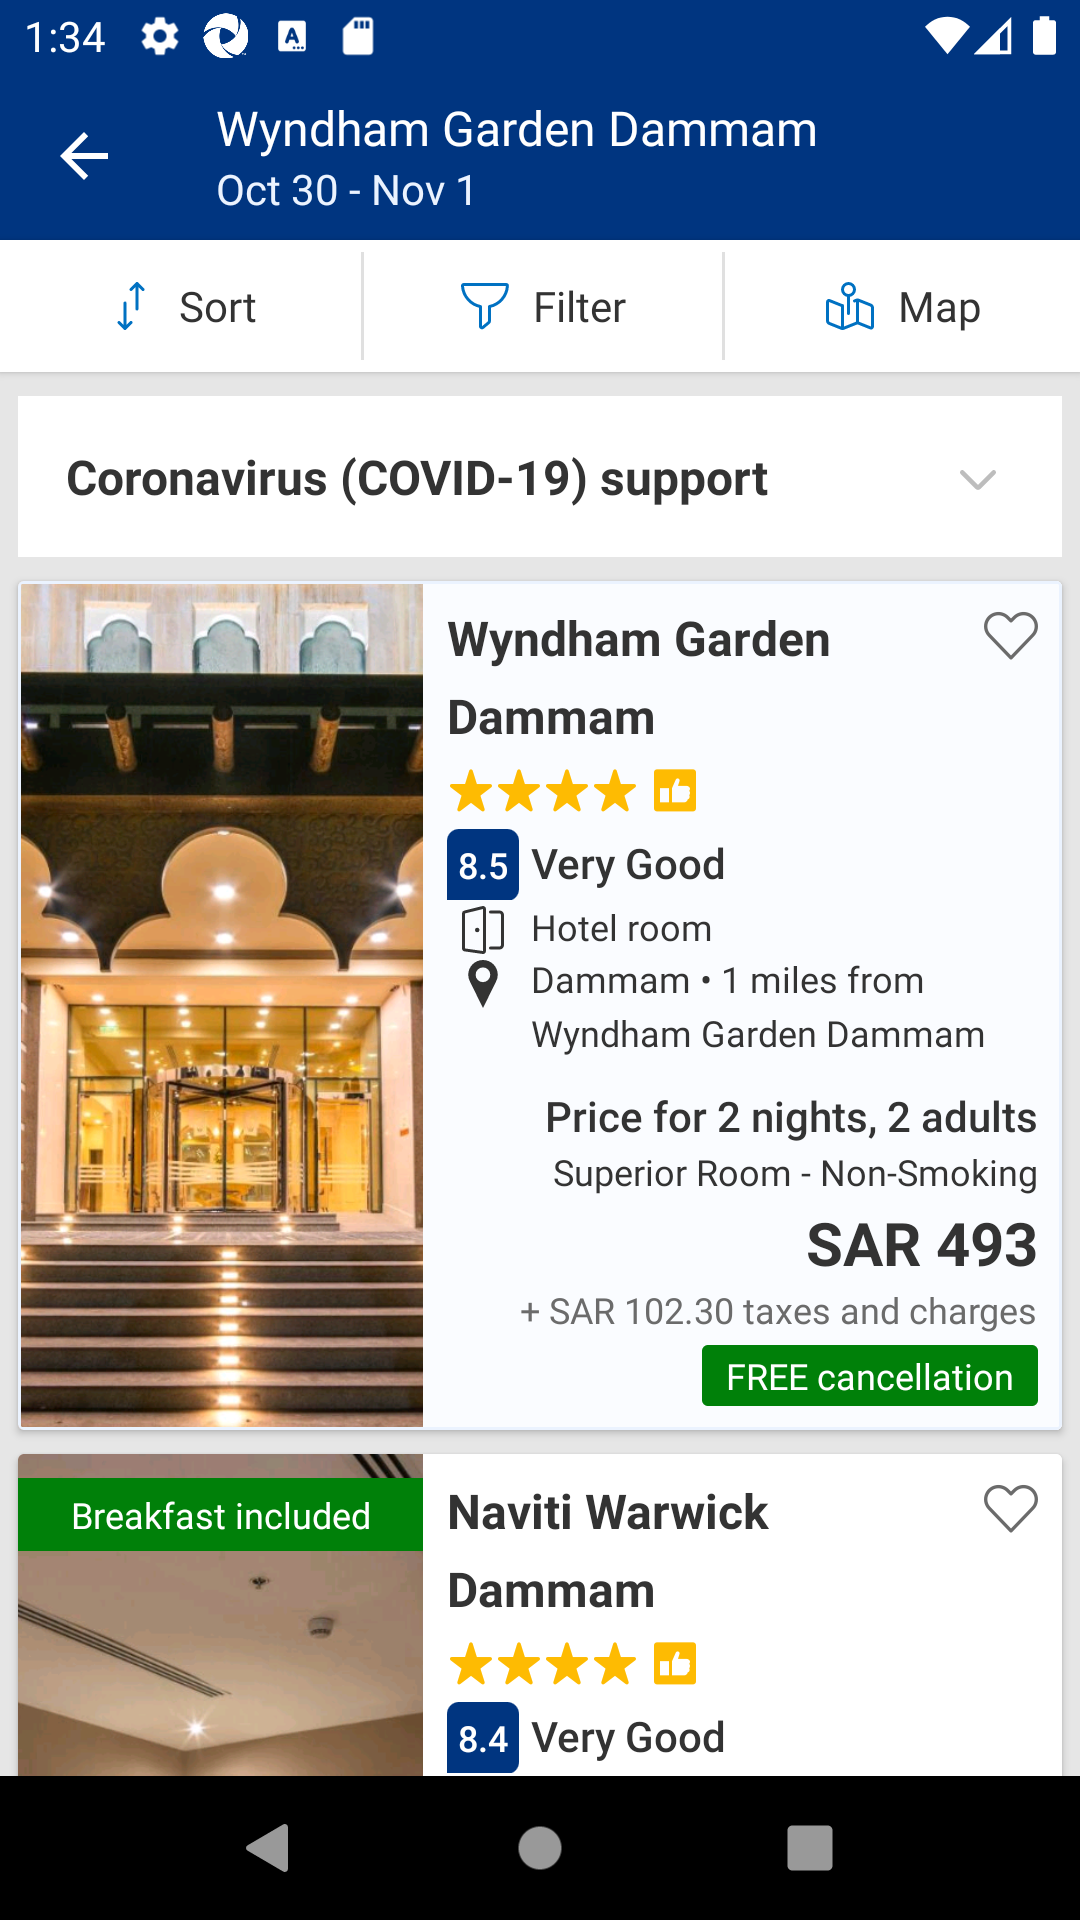 1:34
Wyndham Garden Dammam
Oct 30 - Nov 1
Sort
Filter
Map
Coronavirus (COVID-19) support
Wyndham Garden
Dammam
8.5 Very Good
Hotel room
Dammam • 1 miles from
Wyndham Garden Dammam
Price for 2 nights, 2 adults
Superior Room - Non-Smoking
SAR 493
+ SAR 102.30 taxes and charges
FREE cancellation
Breakfast included
Naviti Warwick
Dammam
8.4 Very Good